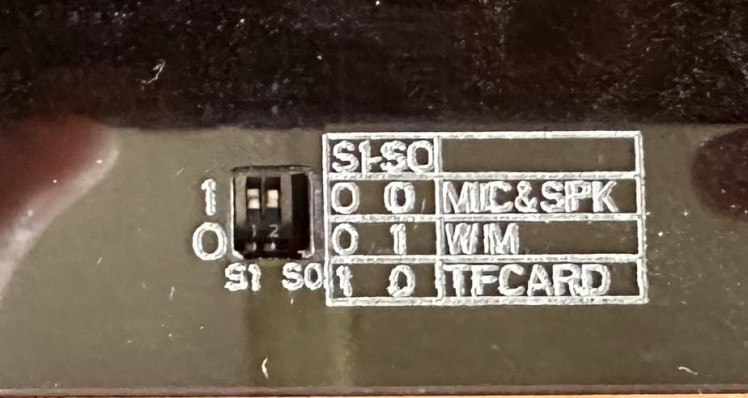 S1-S0
1 0 0 MIC&SPK
1 2
0 0 1 WM
S1 S0 1 0 TFCARD